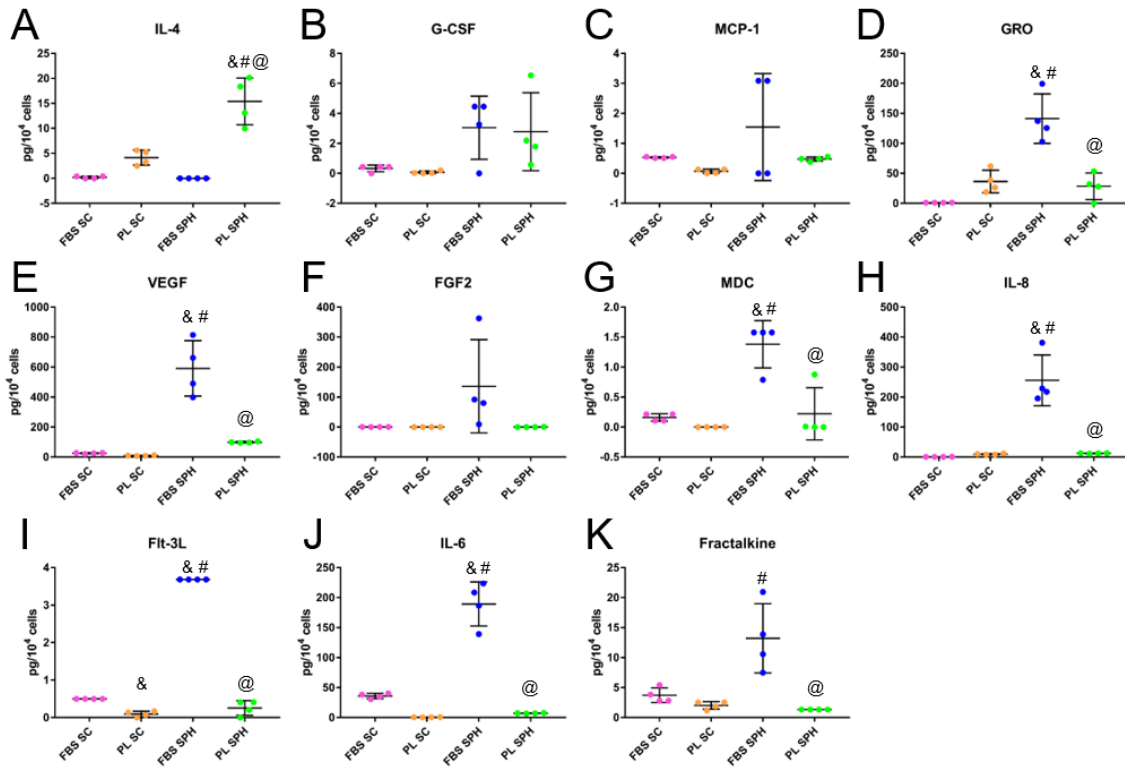 A
IL-4
pg/10⁴ cells
25
20
15
10
5
0
-5
&#@
FBS SC
PL SC
FBS SPH
PL SPH
B
G-CSF
8
6
4
2
0
-2
FBS SC
PL SC
FBS SPH
PL SPH
C
MCP-1
4
3
2
1
0
-1
FBS SC
PL SC
FBS SPH
PL SPH
D
GRO
250
200
150
100
50
0
& #
@
FBS SC
PL SC
FBS SPH
PL SPH
E
VEGF
pg/10⁴ cells
1000
800
600
400
200
0
& #
@
FBS SC
PL SC
FBS SPH
PL SPH
F
FGF2
400
300
200
100
0
-100
FBS SC
PL SC
FBS SPH
PL SPH
G
MDC
2.0
1.5
1.0
0.5
0.0
0.5
& #
@
FBS SC
PL SC
FBS SPH
PL SPH
H
IL-8
500
400
300
200
100
0
& #
@
FBS SC
PL SC
FBS SPH
PL SPH
I
Flt-3L
pg/10⁴ cells
4
3
2
1
0
&
& #
@
FBS SC
PL SC
FBS SPH
PL SPH
J
IL-6
pg/10⁴ cells
250
200
150
100
50
0
& #
@
FBS SC
PL SC
FBS SPH
PL SPH
K
Fractalkine
pg/10⁴ cells
25
20
15
10
5
0
#
@
FBS SC
PL SC
FBS SPH
PL SPH